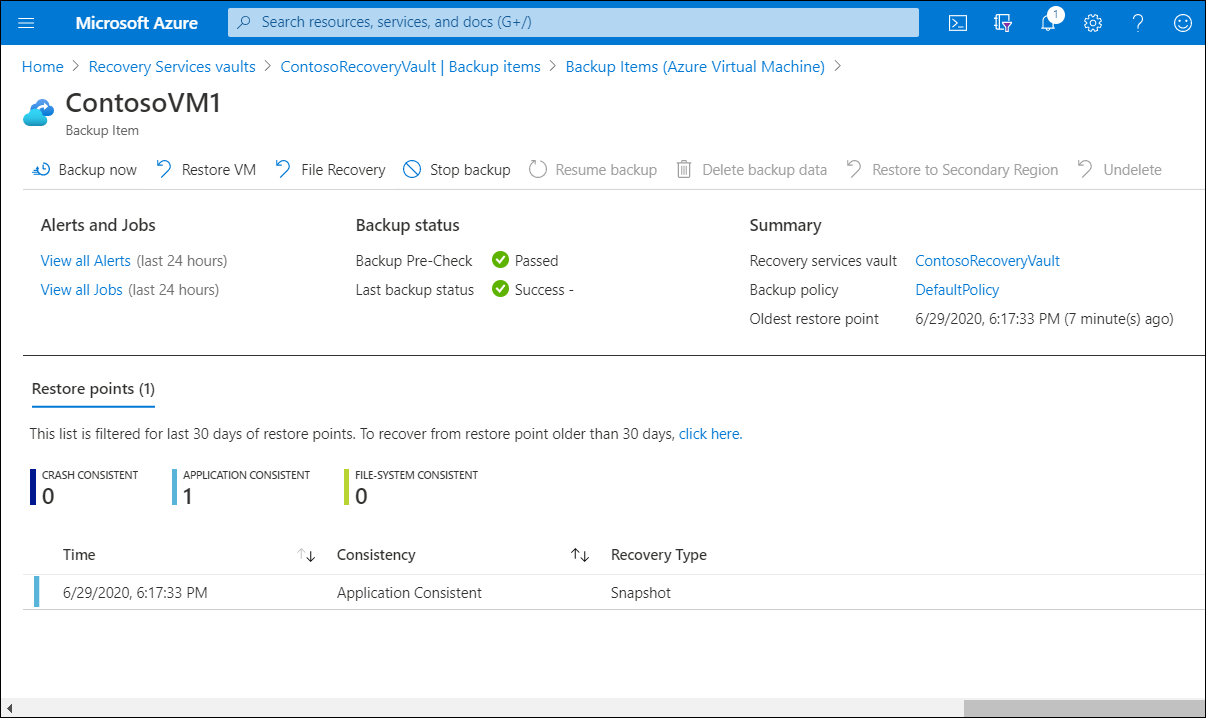 Microsoft Azure
Search resources, services, and docs (G+/)
1
Home > Recovery Services vaults > ContosoRecoveryVault | Backup items > Backup Items (Azure Virtual Machine) >
ContosoVM1
Backup Item
Backup now Restore VM File Recovery Stop backup Resume backup Delete backup data Restore to Secondary Region Undelete
Alerts and Jobs
View all Alerts (last 24 hours)
View all Jobs (last 24 hours)
Backup status
Backup Pre-Check Passed
Last backup status Success -
Summary
Recovery services vault ContosoRecoveryVault
Backup policy DefaultPolicy
Oldest restore point 6/29/2020, 6:17:33 PM (7 minute(s) ago)
Restore points (1)
This list is filtered for last 30 days of restore points. To recover from restore point older than 30 days, click here.
CRASH CONSISTENT
0
APPLICATION CONSISTENT
1
FILE-SYSTEM CONSISTENT
0
Time Consistency Recovery Type
6/29/2020, 6:17:33 PM Application Consistent Snapshot